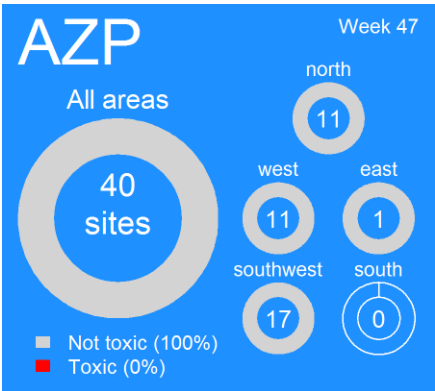 AZP
Week 47
All areas
40
sites
north
11
west
11
east
1
southwest
17
south
0
Not toxic (100%)
Toxic (0%)